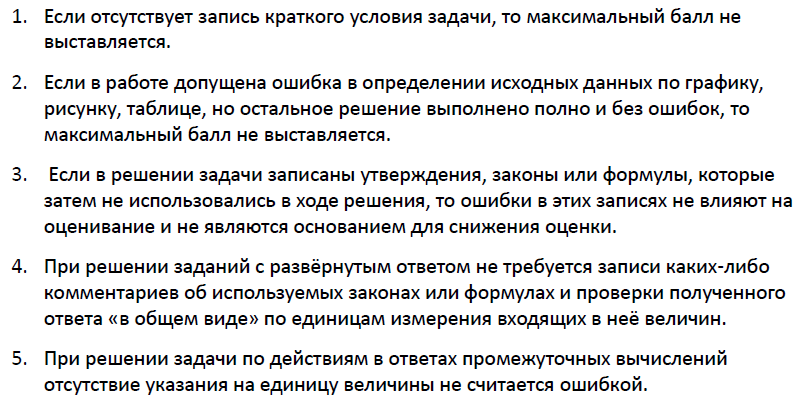 1. Если отсутствует запись краткого условия задачи, то максимальный балл не
выставляется.
2. Если в работе допущена ошибка в определении исходных данных по графику,
рисунку, таблице, но остальное решение выполнено полно и без ошибок, то
максимальный балл не выставляется.
3. Если в решении задачи записаны утверждения, законы или формулы, которые
затем не использовались в ходе решения, то ошибки в этих записях не влияют на
оценивание и не являются основанием для снижения оценки.
4. При решении заданий с развёрнутым ответом не требуется записи каких-либо
комментариев об используемых законах или формулах и проверки полученного
ответа «в общем виде» по единицам измерения входящих в неё величин.
5. При решении задачи по действиям в ответах промежуточных вычислений
отсутствие указания на единицу величины не считается ошибкой.